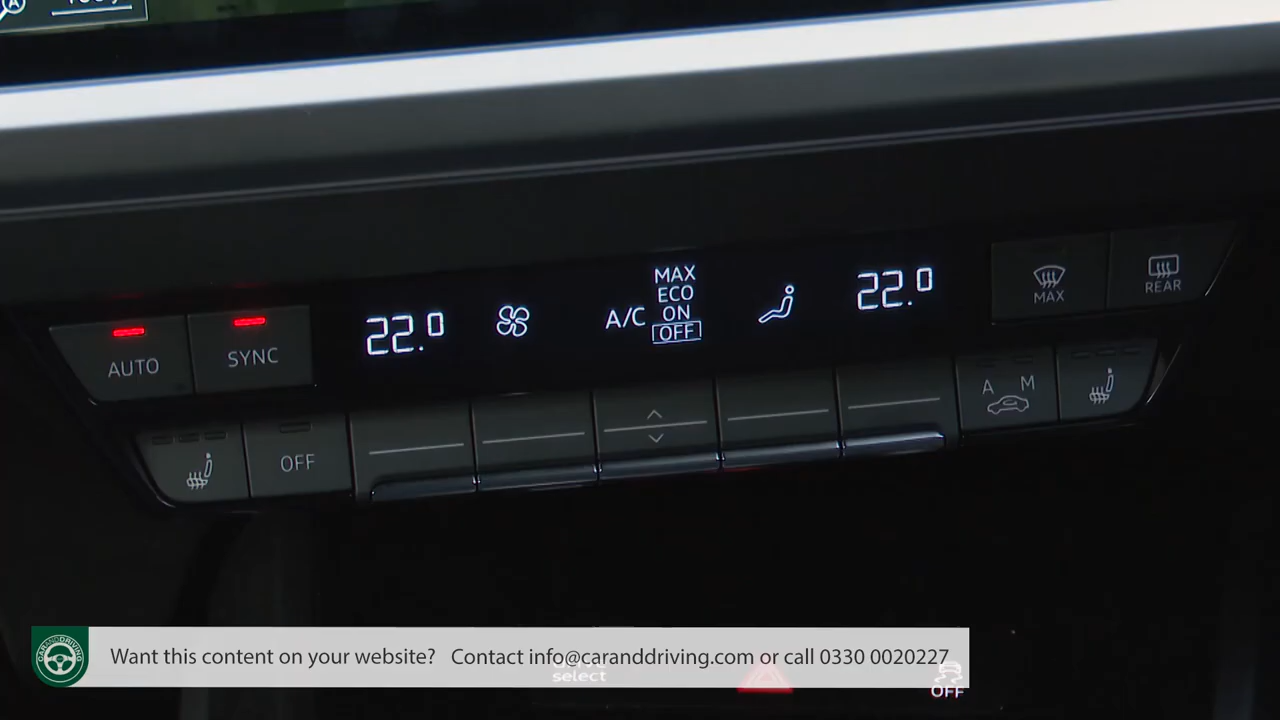 AUTO
SYNC
22.0
A/C
MAX
ECO
ON
OFF
22.0
MAX
REAR
OFF
A M
CARANDDRIVING
Want this content on your website? Contact info@caranddriving.com or call 0330 0020227
select
OFF